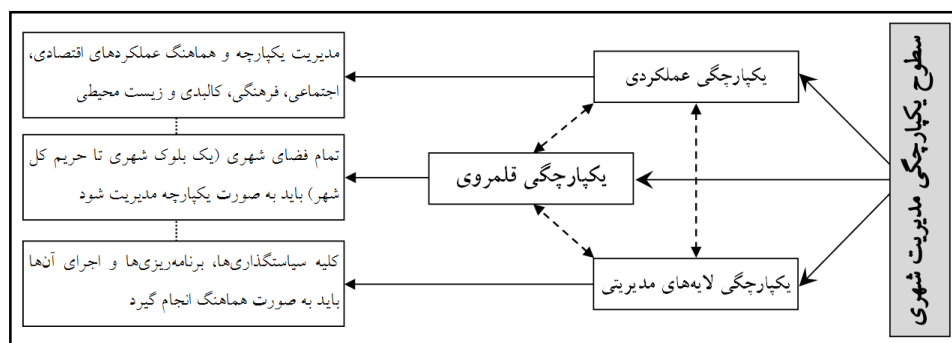 سطوح یکپارچگی مدیریت شهری
یکپارچگی عملکردی
مدیریت یکپارچه و هماهنگ عملکردهای اقتصادی،
اجتماعی، فرهنگی، کالبدی و زیست محیطی
یکپارچگی قلمروی
تمام فضای شهری (یک بلوک شهری تا حریم کل
شهر) باید به صورت یکپارچه مدیریت شود
یکپارچگی لایه‌های مدیریتی
کلیه سیاستگذاری‌ها، برنامه‌ریزی‌ها و اجرای آن‌ها
باید به صورت هماهنگ انجام گیرد